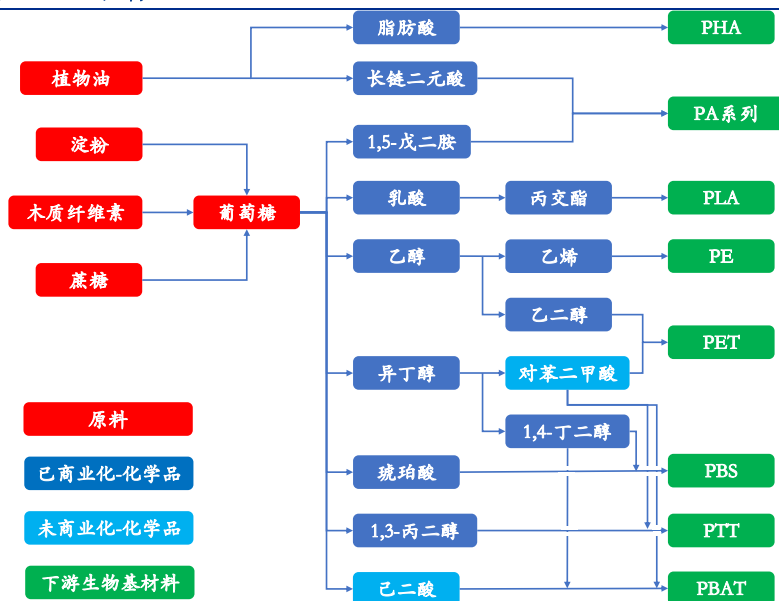 脂肪酸
PHA
植物油
长链二元酸
PA系列
淀粉
1,5-戊二胺
木质纤维素
葡萄糖
乳酸
丙交酯
PLA
蔗糖
乙醇
乙烯
PE
乙二醇
PET
异丁醇
对苯二甲酸
原料
1,4-丁二醇
已商业化-化学品
琥珀酸
PBS
未商业化-化学品
1,3-丙二醇
PTT
下游生物基材料
己二酸
PBAT